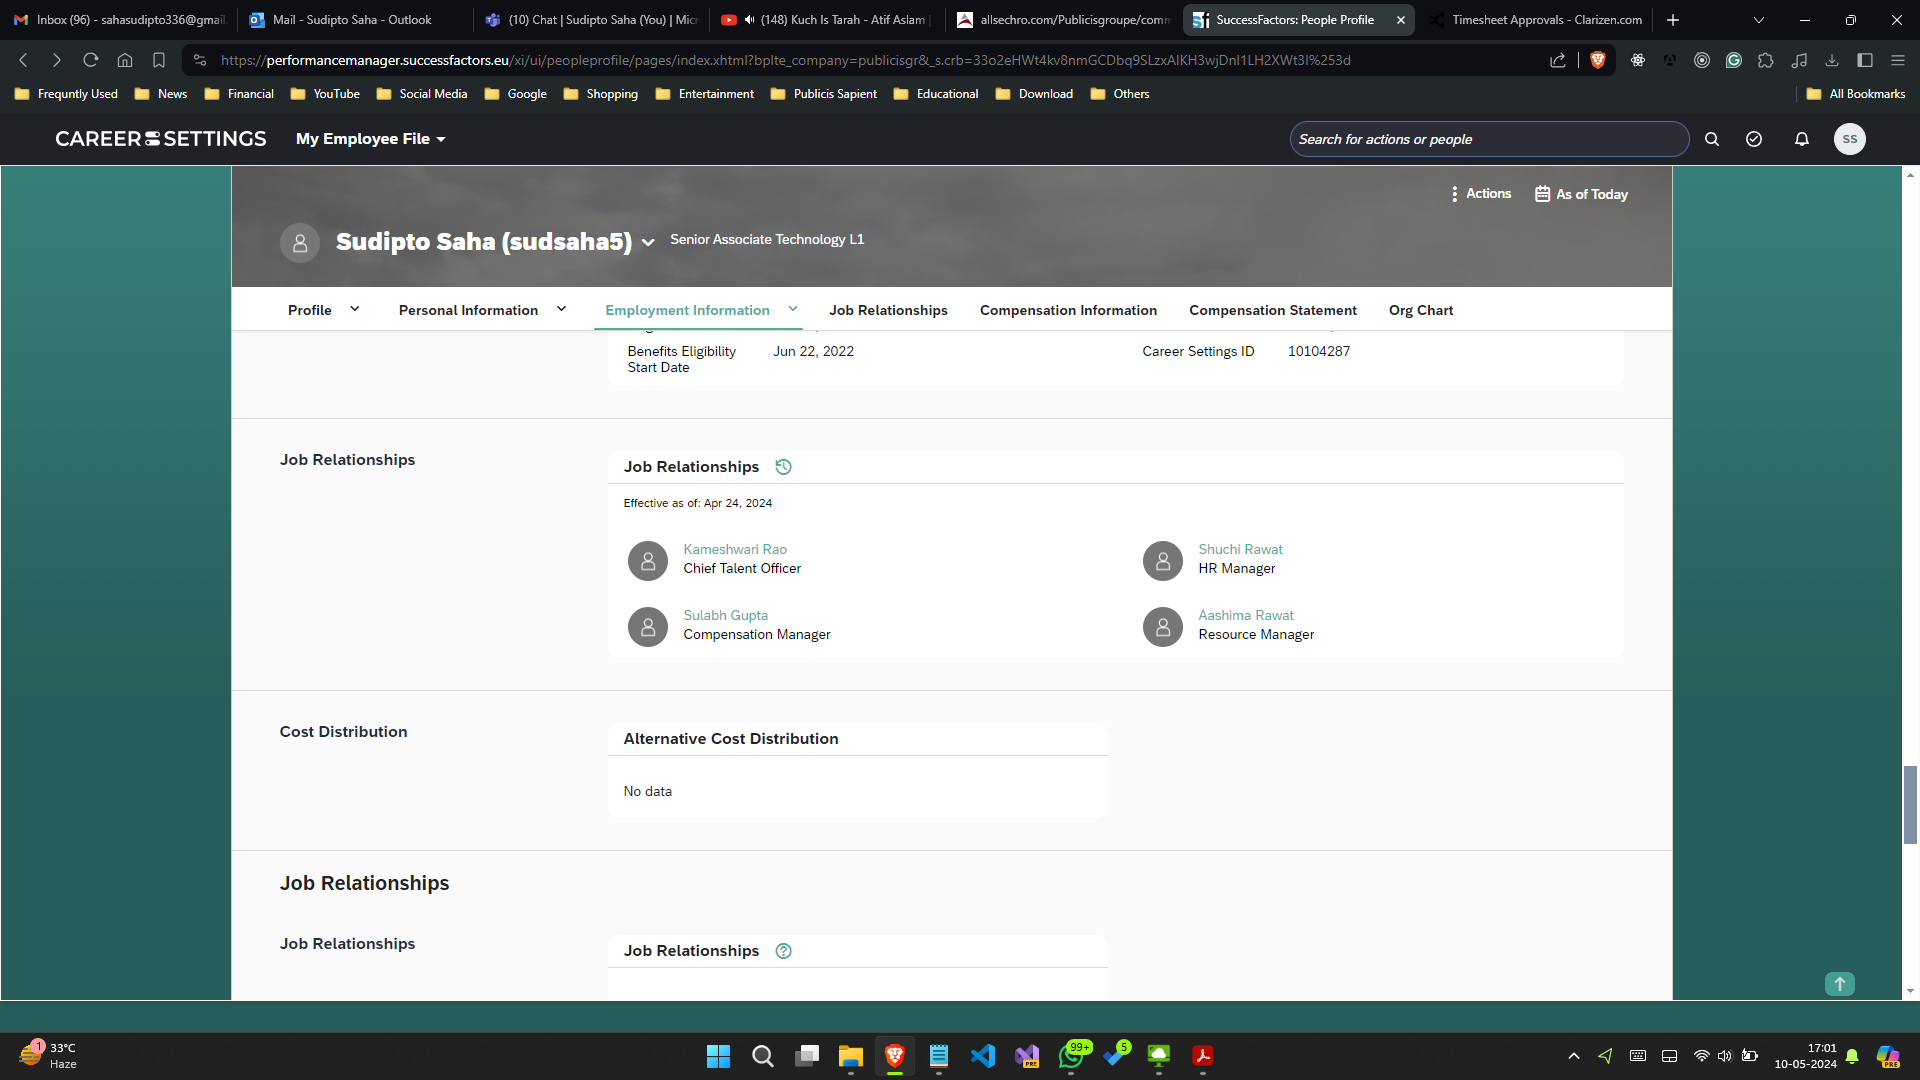 Inbox (96) - sahasudipto336@gmail.
Mail - Sudipto Saha - Outlook
(10) Chat | Sudipto Saha (You) | Micr
(148) Kuch Is Tarah - Atif Aslam |
allsechro.com/Publicisgroupe/comm
SuccessFactors: People Profile
Timesheet Approvals - Clarizen.com
https://performancemanager.successfactors.eu/xi/ui/peopleprofile/pages/index.xhtml?bplte_company=publicisgr&_s.crb=33o2eHWt4kv8nmGCDbq9SLzxAIKH3wjDnI1LH2XWt3I%253d
Frequntly Used
News
Financial
YouTube
Social Media
Google
Shopping
Entertainment
Publicis Sapient
Educational
Download
Others
All Bookmarks
CAREER SETTINGS
My Employee File
Search for actions or people
SS
Actions
As of Today
Sudipto Saha (sudsaha5)
Senior Associate Technology L1
Profile
Personal Information
Employment Information
Job Relationships
Compensation Information
Compensation Statement
Org Chart
Benefits Eligibility
Start Date
Jun 22, 2022
Career Settings ID
10104287
Job Relationships
Job Relationships
Effective as of: Apr 24, 2024
Kameshwari Rao
Chief Talent Officer
Shuchi Rawat
HR Manager
Sulabh Gupta
Compensation Manager
Aashima Rawat
Resource Manager
Cost Distribution
Alternative Cost Distribution
No data
Job Relationships
Job Relationships
Job Relationships
1
33°C
Haze
PRE
99+
5
17:01
10-05-2024
PRE